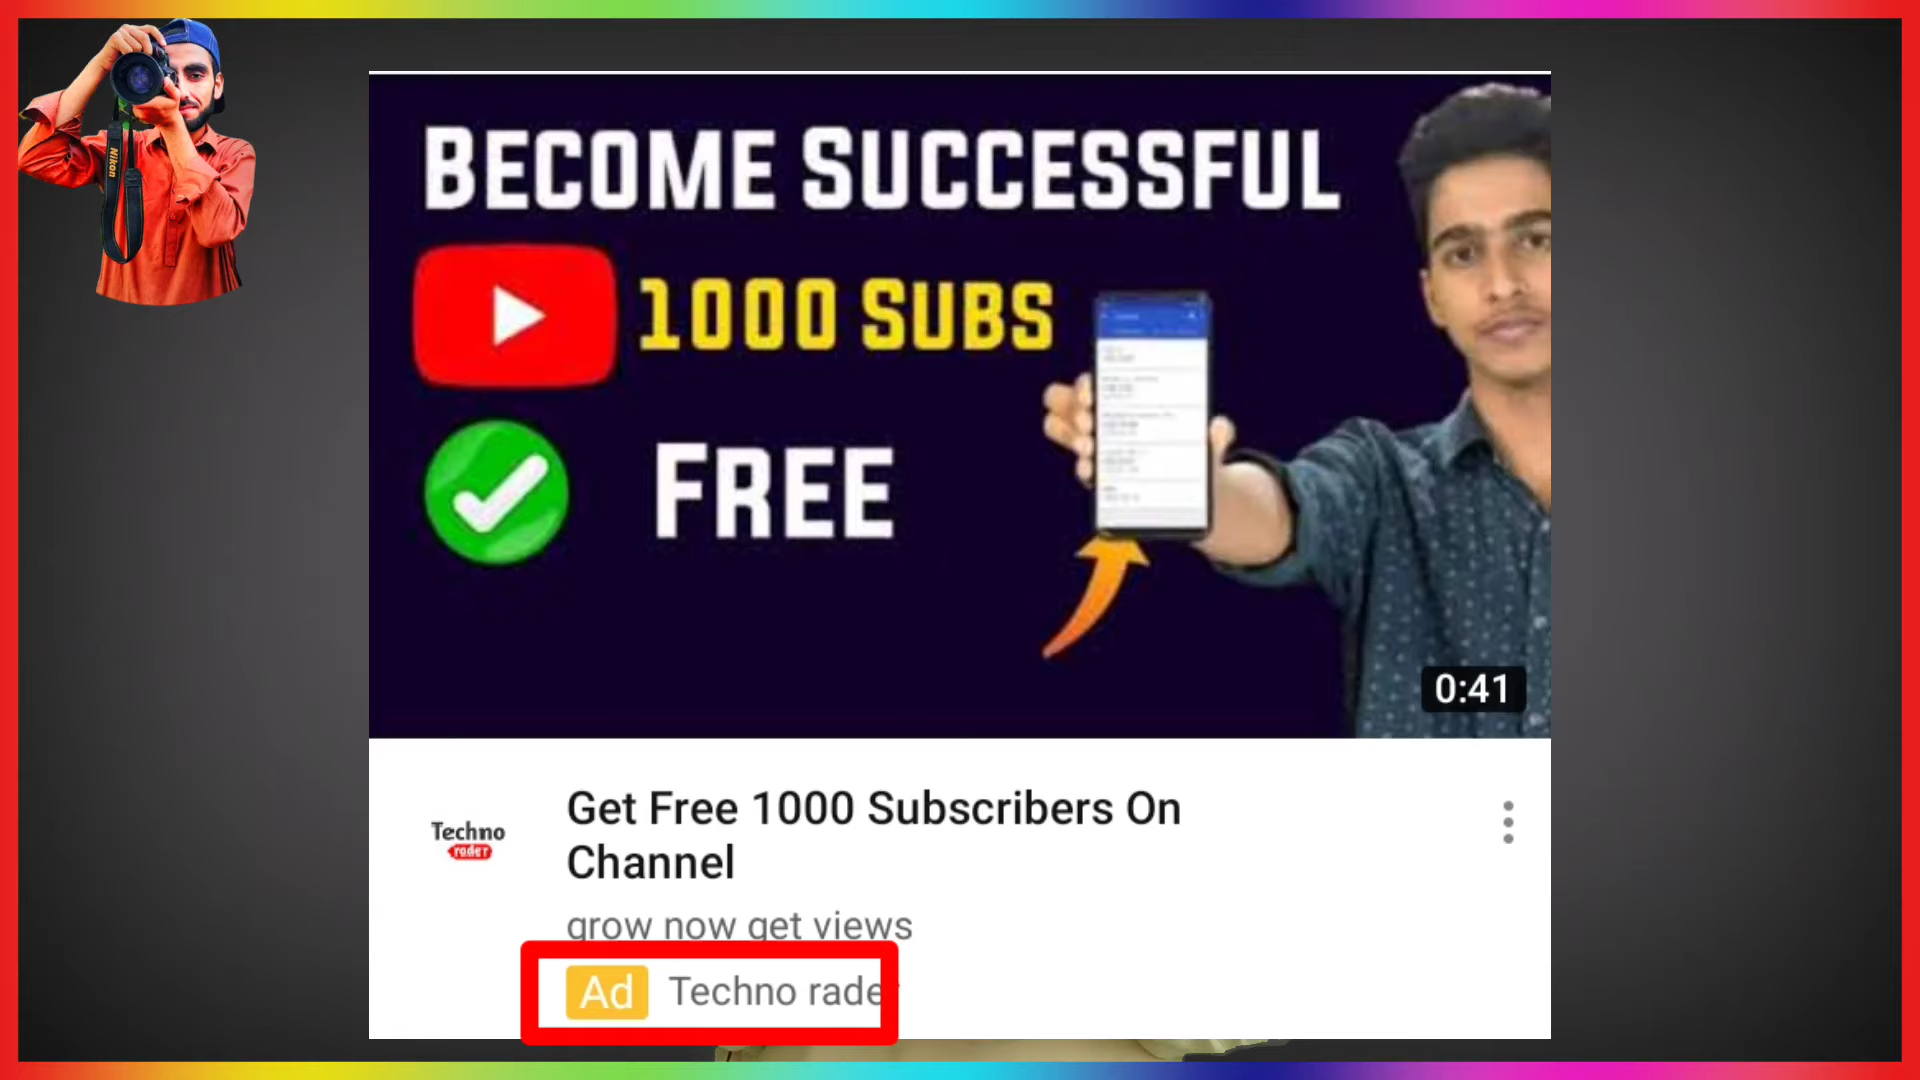 Nikon
BECOME SUCCESSFUL
1000 SUBS
FREE
0:41
Techno
rader
Get Free 1000 Subscribers On
Channel
grow now get views
Ad Techno rade